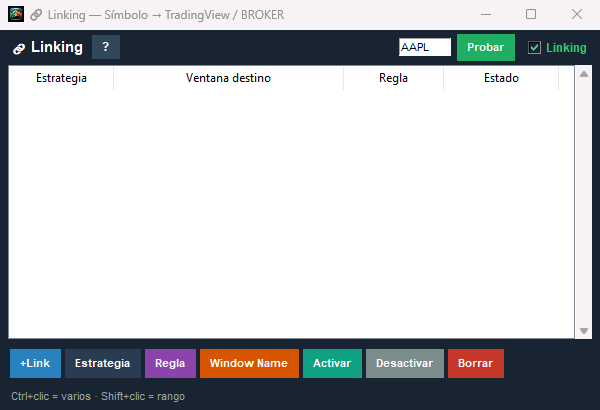 Linking — Símbolo → TradingView / BROKER
Linking ? AAPL Probar Linking
Estrategia Ventana destino Regla Estado
+Link Estrategia Regla Window Name Activar Desactivar Borrar
Ctrl+clic = varios · Shift+clic = rango